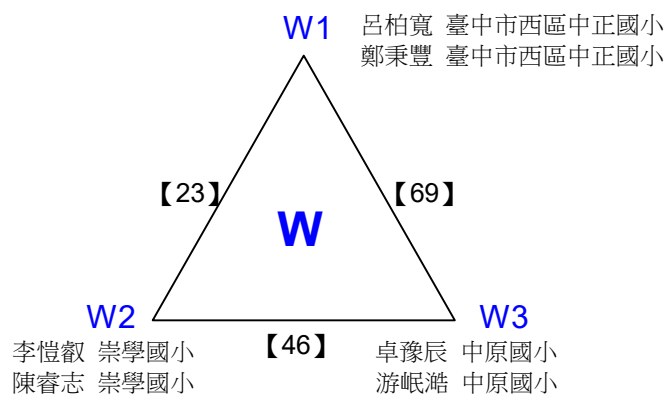 W1
呂柏寬 臺中市西區中正國小
鄭秉豐 臺中市西區中正國小
【23】
【69】
W
W2
W3
【46】
李愷叡 崇學國小
陳睿志 崇學國小
卓豫辰 中原國小
游岷澔 中原國小